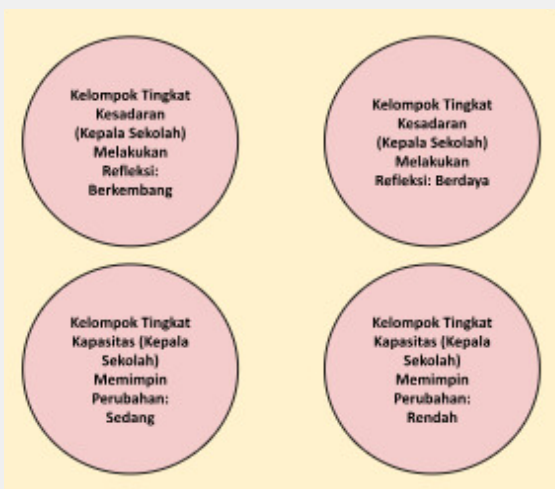 Kelompok Tingkat
Kesadaran
(Kepala Sekolah)
Melakukan
Refleksi:
Berkembang
Kelompok Tingkat
Kesadaran
(Kepala Sekolah)
Melakukan
Refleksi: Berdaya
Kelompok Tingkat
Kapasitas (Kepala
Sekolah)
Memimpin
Perubahan:
Sedang
Kelompok Tingkat
Kapasitas (Kepala
Sekolah)
Memimpin
Perubahan:
Rendah